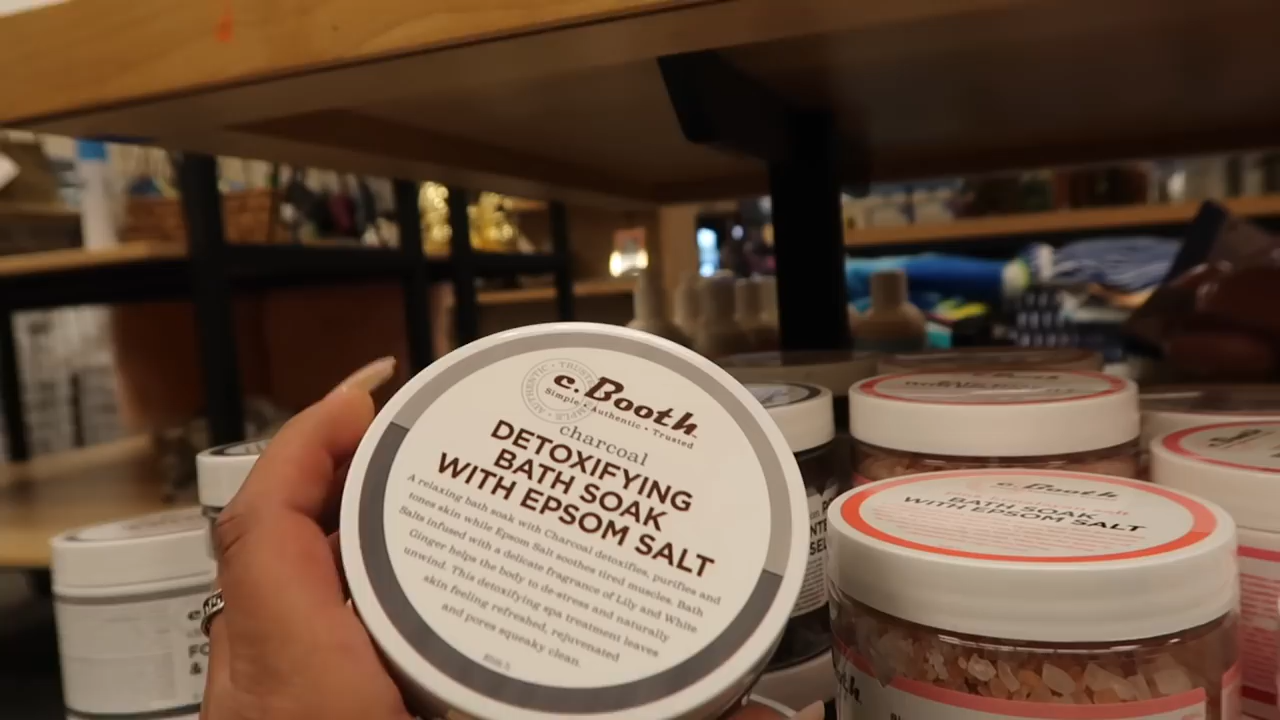 c. Booth
Simple • Authentic • Trusted
charcoal
DETOXIFYING
BATH SOAK
WITH EPSOM SALT
A relaxing bath soak with Charcoal detoxifies, purifies and
tones skin while Epsom Salt soothes tired muscles. Bath
Salts infused with a delicate fragrance of Lily and White
Ginger helps the body to de-stress and naturally
unwind. This detoxifying spa treatment leaves
skin feeling refreshed, rejuvenated
and pores squeaky clean.
c. Booth
BATH SOAK
WITH EPSOM SALT